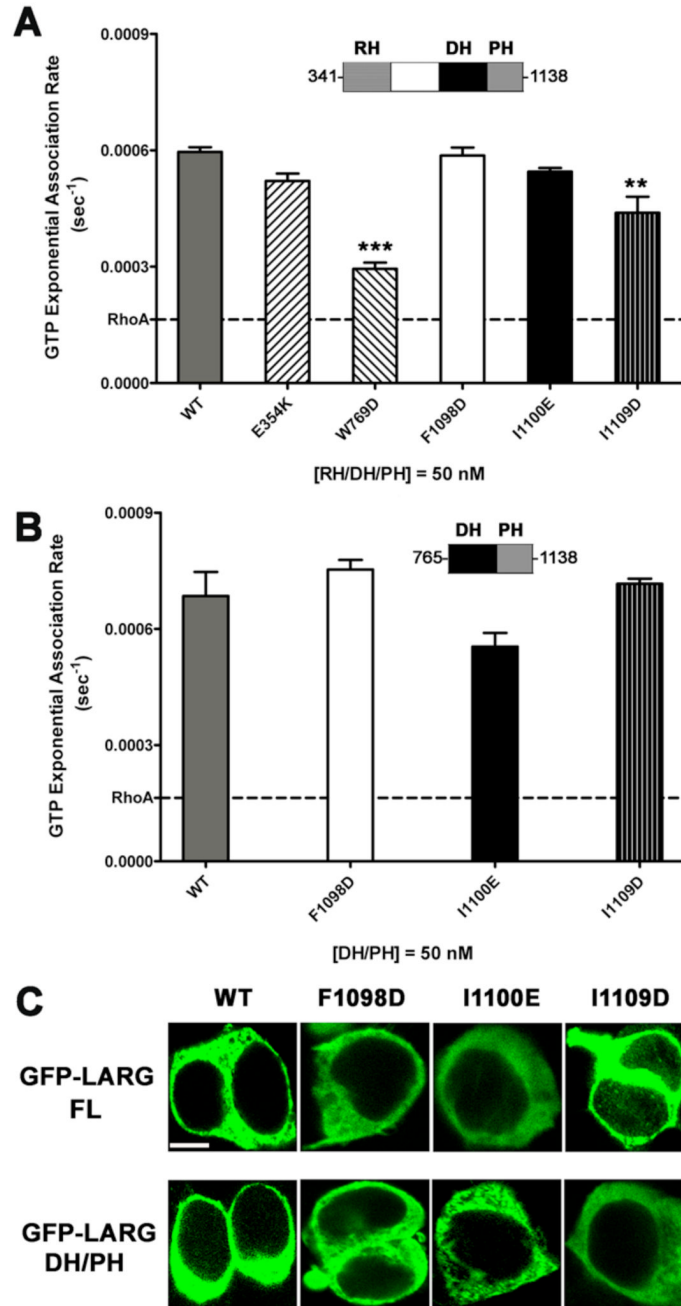 A
GTP Exponential Association Rate
(sec⁻¹)
0.0009
0.0006
0.0003
RhoA
0.0000
RH DH PH
341 1138
***
**
WT E354K W769D F1098D I1100E I1109D
[RH/DH/PH] = 50 nM
B
GTP Exponential Association Rate
(sec⁻¹)
0.0009
0.0006
0.0003
RhoA
0.0000
DH PH
765 1138
WT F1098D I1100E I1109D
[DH/PH] = 50 nM
C
WT F1098D I1100E I1109D
GFP-LARG
FL
GFP-LARG
DH/PH